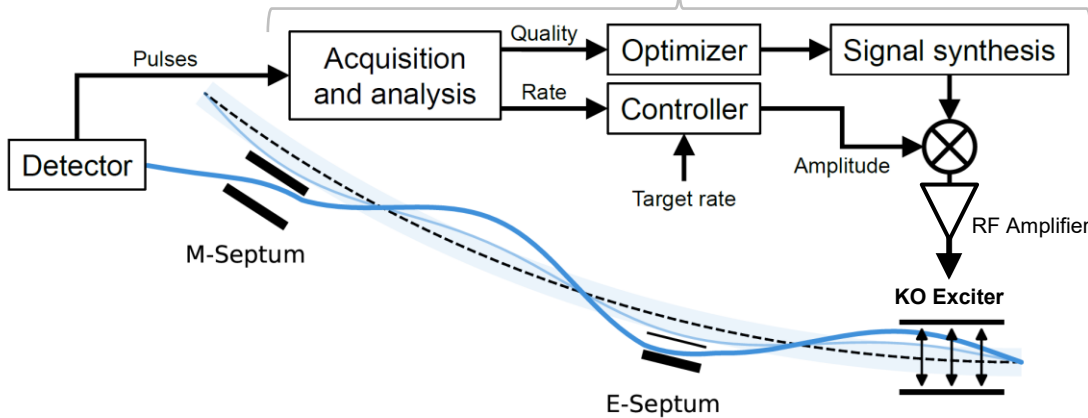 Quality
Optimizer
Signal synthesis
Pulses
Acquisition
and analysis
Rate
Controller
Detector
Amplitude
Target rate
RF Amplifier
M-Septum
KO Exciter
E-Septum